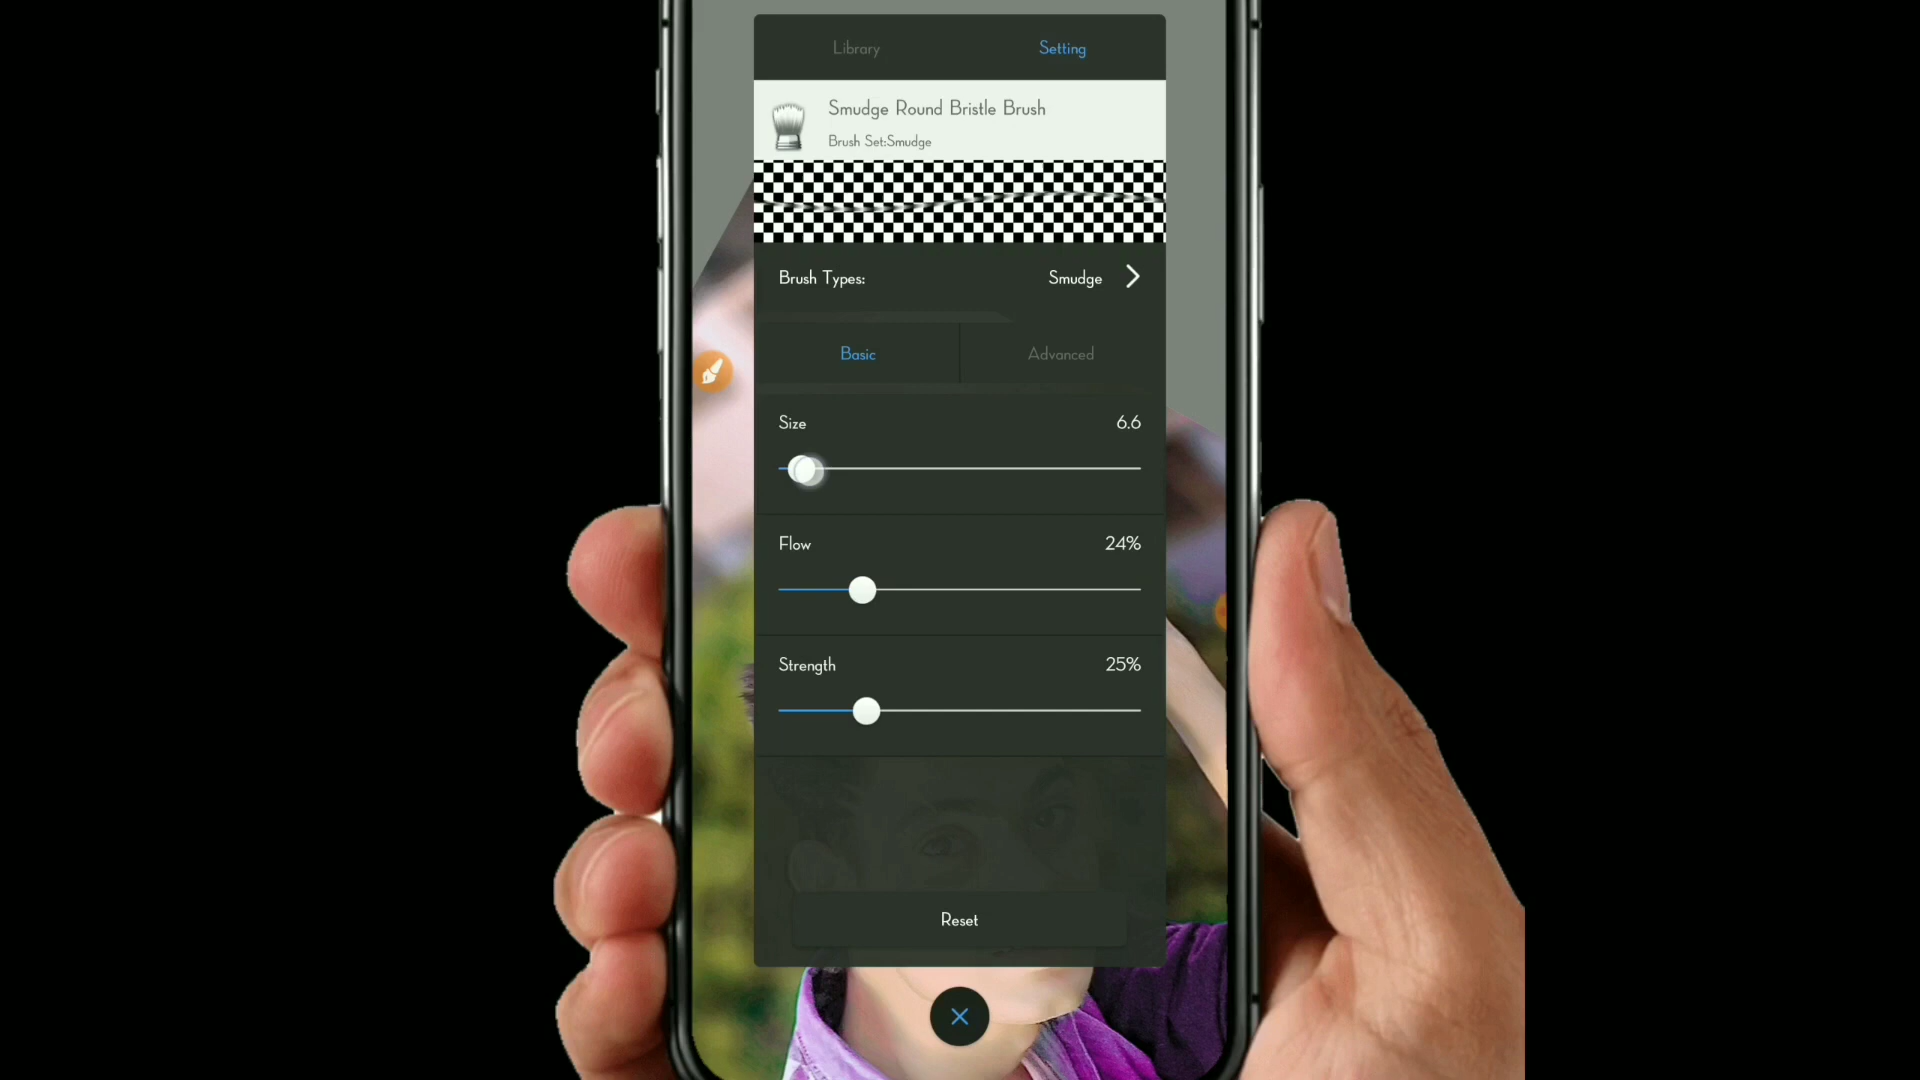 Library
Setting
Smudge Round Bristle Brush
Brush Set:Smudge
Brush Types:
Smudge
Basic
Advanced
Size
6.6
Flow
24%
Strength
25%
Reset